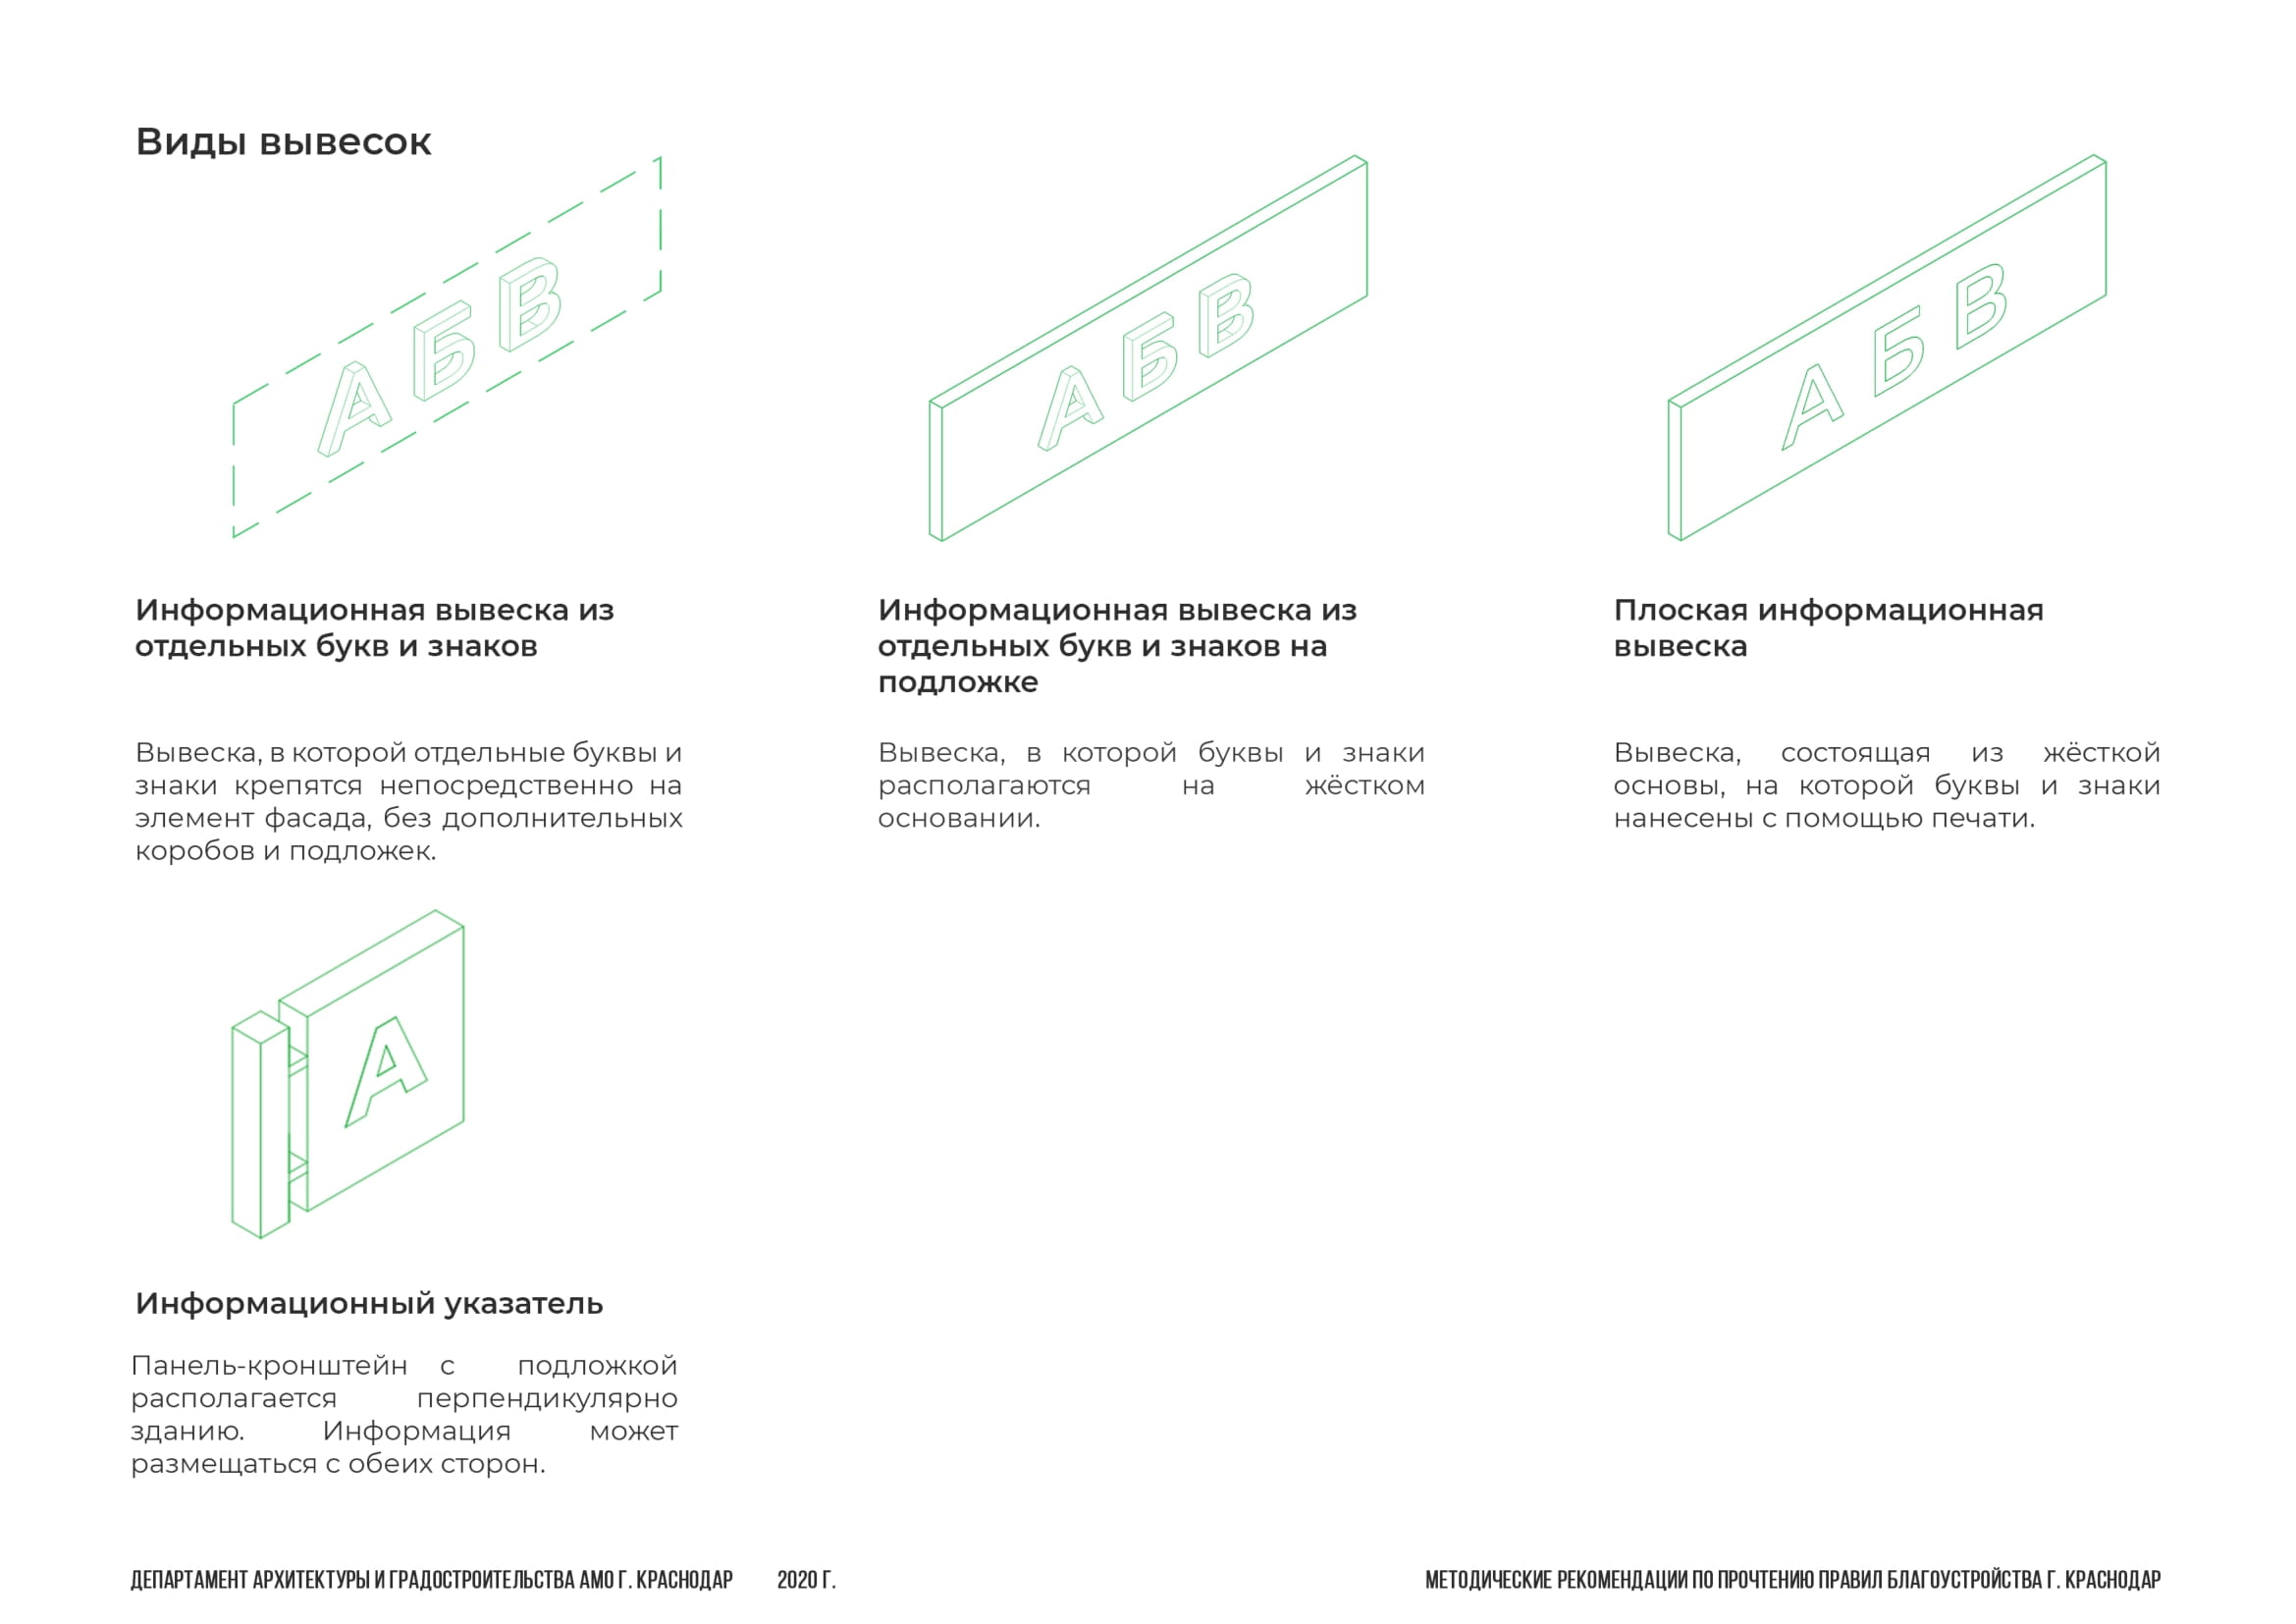 Виды вывесок
А Б В
А Б В
А Б В
Информационная вывеска из
отдельных букв и знаков
Вывеска, в которой отдельные буквы и
знаки крепятся непосредственно на
элемент фасада, без дополнительных
коробов и подложек.
Информационная вывеска из
отдельных букв и знаков на
подложке
Вывеска, в которой буквы и знаки
располагаются на жёстком
основании.
Плоская информационная
вывеска
Вывеска, состоящая из жёсткой
основы, на которой буквы и знаки
нанесены с помощью печати.
А
Информационный указатель
Панель-кронштейн с подложкой
располагается перпендикулярно
зданию. Информация может
размещаться с обеих сторон.
ДЕПАРТАМЕНТ АРХИТЕКТУРЫ И ГРАДОСТРОИТЕЛЬСТВА АМО Г. КРАСНОДАР 2020 Г.
МЕТОДИЧЕСКИЕ РЕКОМЕНДАЦИИ ПО ПРОЧТЕНИЮ ПРАВИЛ БЛАГОУСТРОЙСТВА Г. КРАСНОДАР